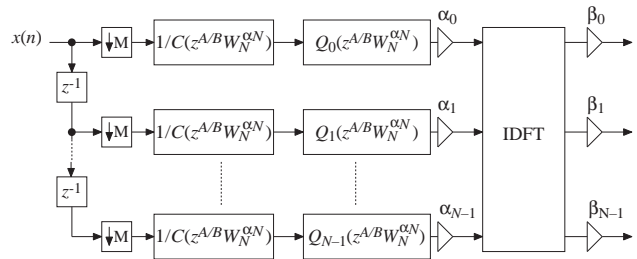 x(n) ↓M 1/C(z^{A/B}W_N^{αN}) Q_0(z^{A/B}W_N^{αN}) α_0 β_0
z^{-1}
↓M 1/C(z^{A/B}W_N^{αN}) Q_1(z^{A/B}W_N^{αN}) α_1 IDFT β_1
z^{-1}
↓M 1/C(z^{A/B}W_N^{αN}) Q_{N–1}(z^{A/B}W_N^{αN}) α_{N–1} β_{N–1}